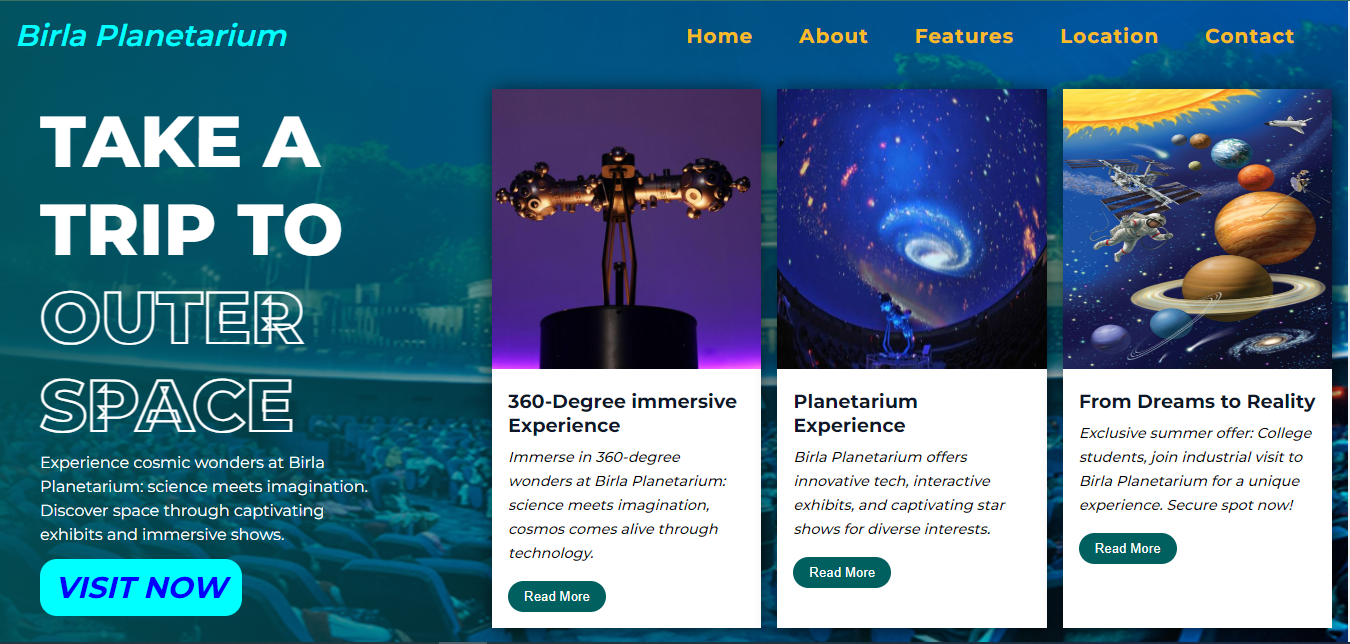 Birla Planetarium
Home About Features Location Contact
TAKE A
TRIP TO
OUTER
SPACE
Experience cosmic wonders at Birla
Planetarium: science meets imagination.
Discover space through captivating
exhibits and immersive shows.
VISIT NOW
360-Degree immersive
Experience
Immerse in 360-degree
wonders at Birla Planetarium:
science meets imagination,
cosmos comes alive through
technology.
Read More
Planetarium
Experience
Birla Planetarium offers
innovative tech, interactive
exhibits, and captivating star
shows for diverse interests.
Read More
From Dreams to Reality
Exclusive summer offer: College
students, join industrial visit to
Birla Planetarium for a unique
experience. Secure spot now!
Read More